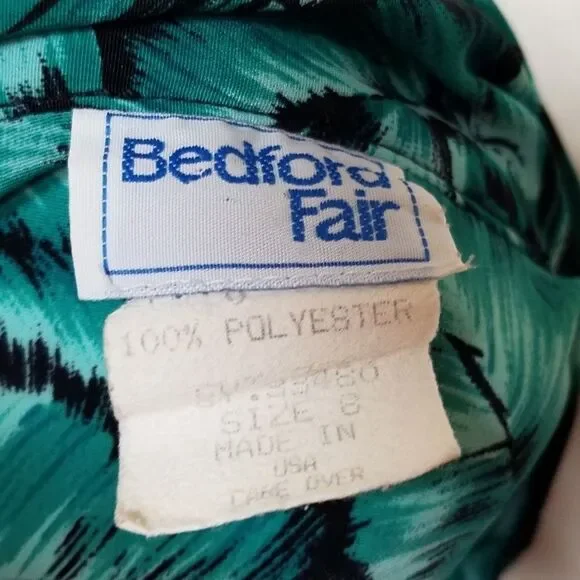 Bedford
Fair
100% POLYESTER
SIZE 8
MADE IN
USA
CARE OVER